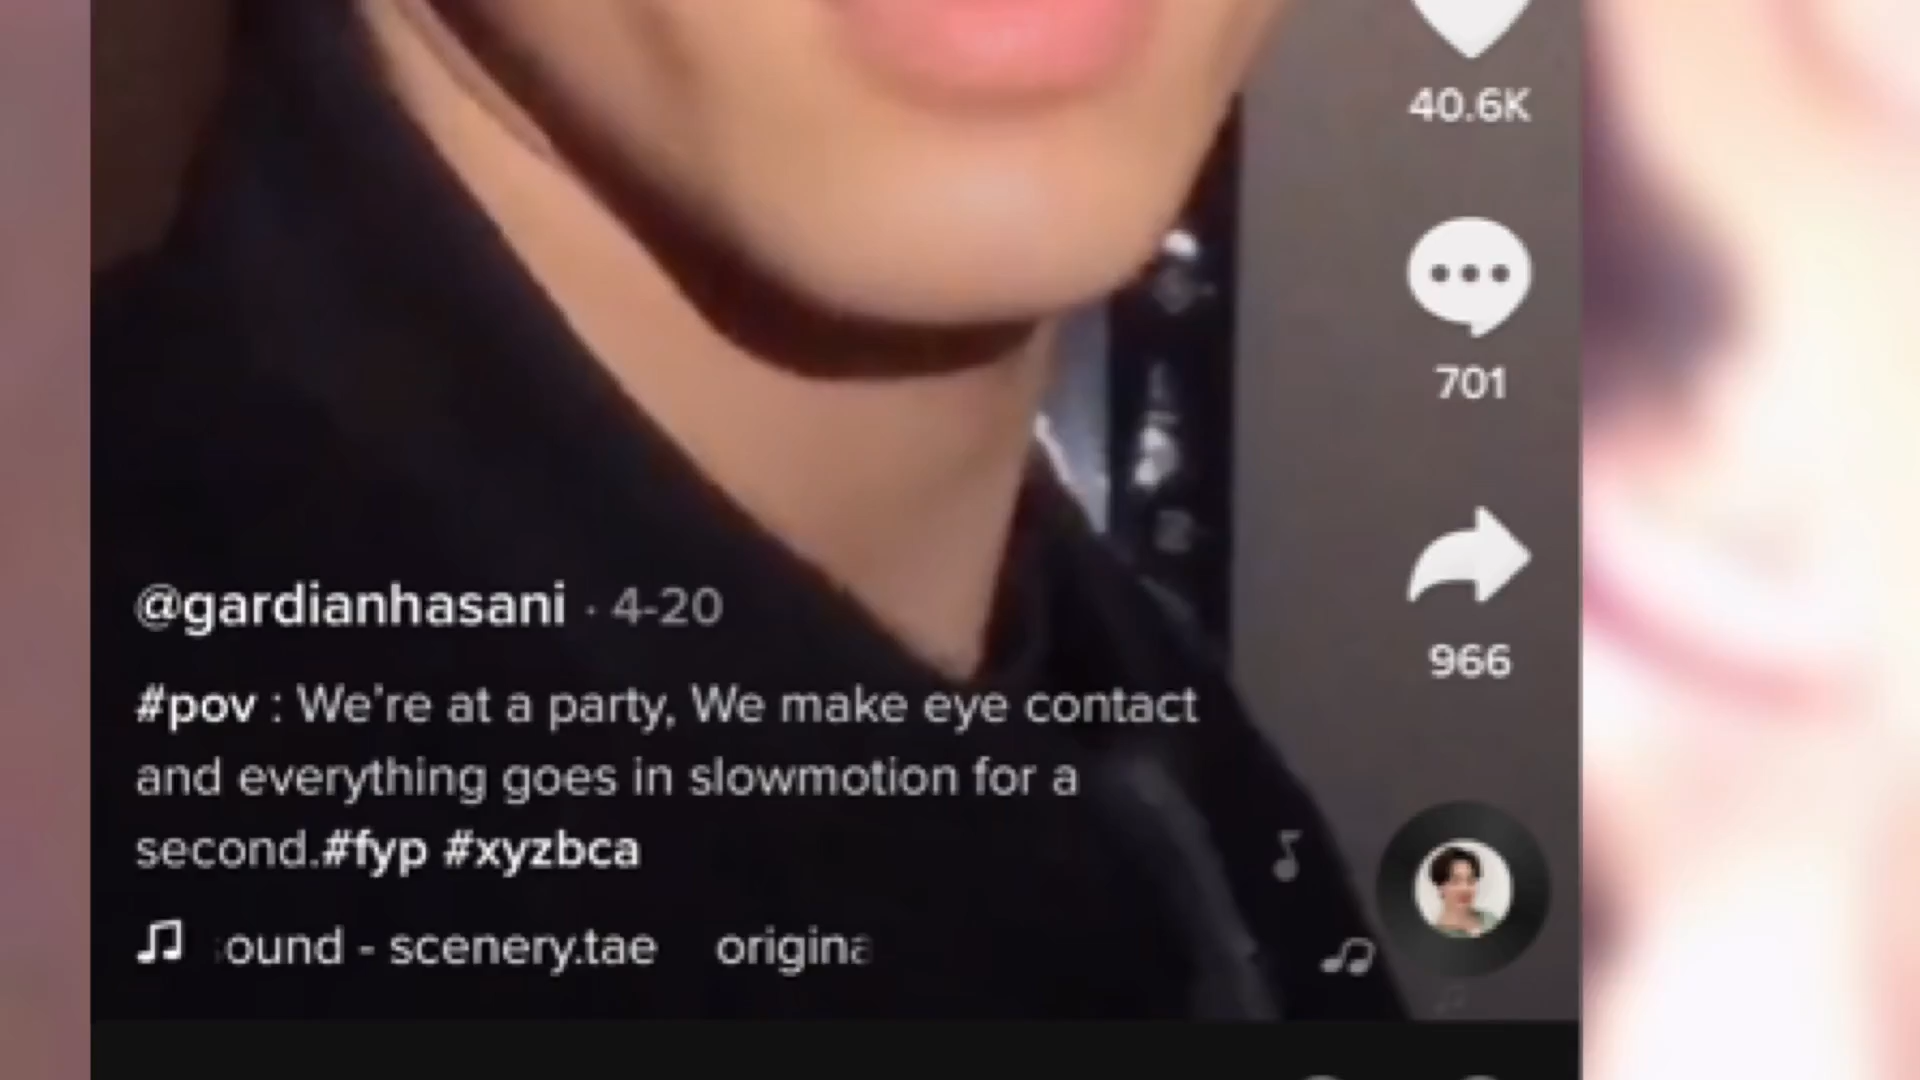 40.6K
701
966
@gardianhasani · 4-20
#pov : We're at a party, We make eye contact
and everything goes in slowmotion for a
second.#fyp #xyzbca
ound - scenery.tae origina